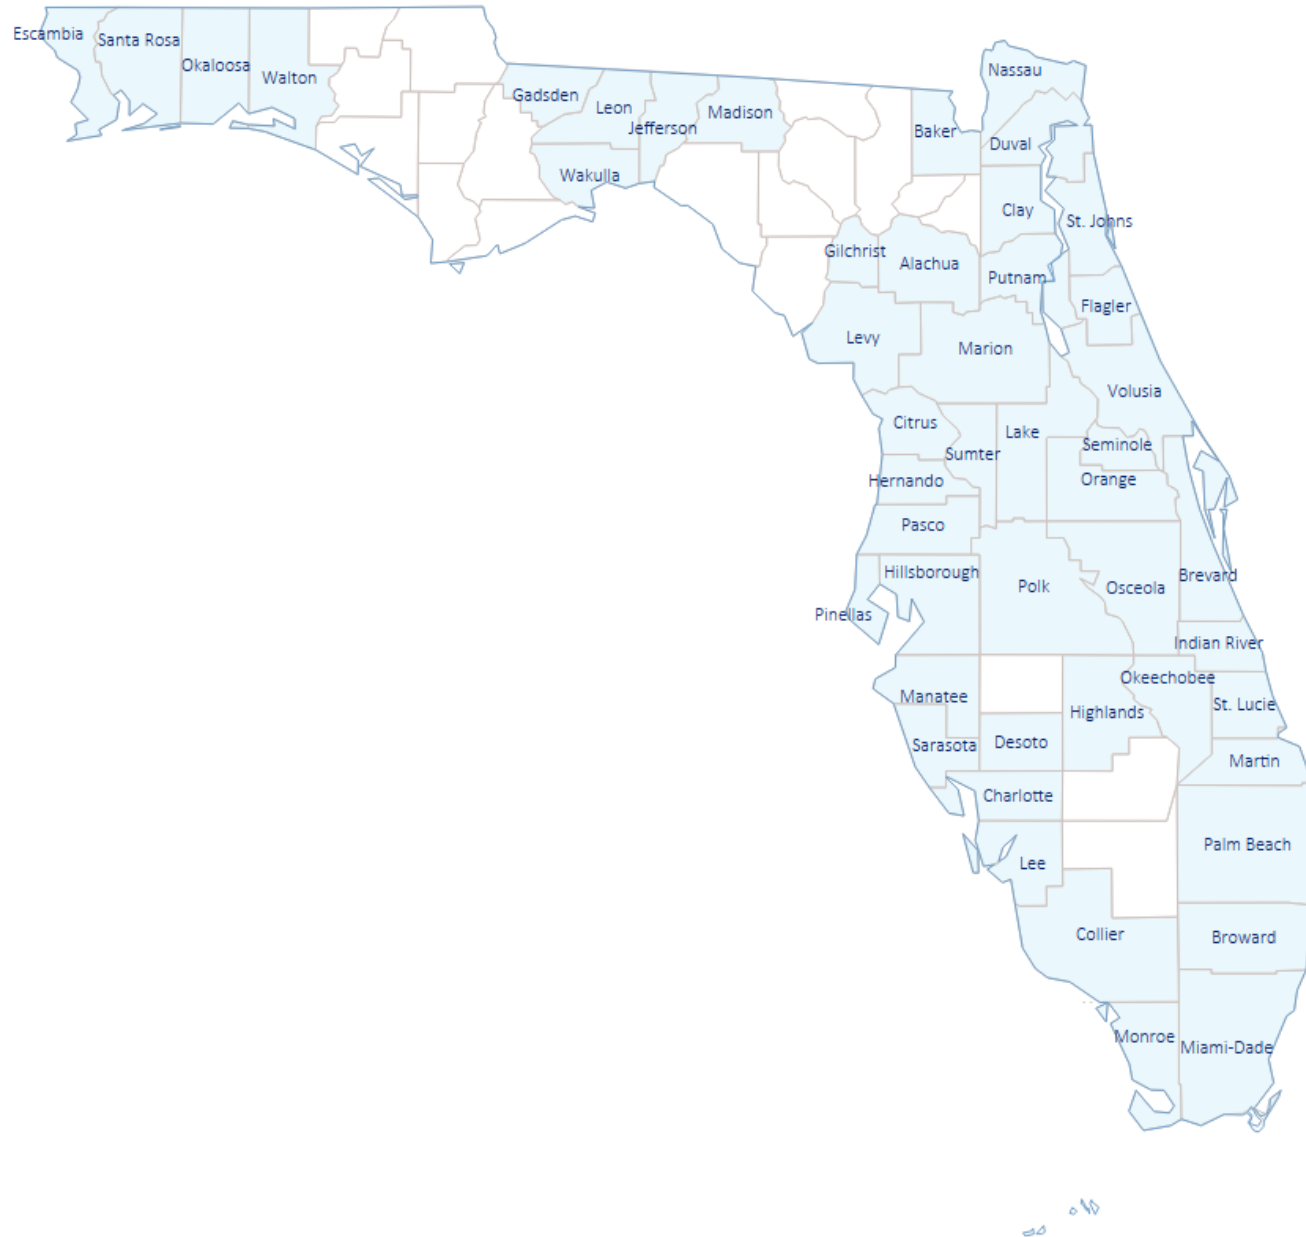 Escambia
Santa Rosa
Okaloosa
Walton
Gadsden
Leon
Jefferson
Madison
Wakulla
Nassau
Baker
Duval
Clay
St. Johns
Gilchrist
Alachua
Putnam
Flagler
Levy
Marion
Volusia
Citrus
Sumter
Lake
Seminole
Orange
Hernando
Pasco
Hillsborough
Pinellas
Polk
Osceola
Brevard
Indian River
Okeechobee
Manatee
Highlands
St. Lucie
Sarasota
Desoto
Martin
Charlotte
Palm Beach
Lee
Collier
Broward
Monroe
Miami-Dade